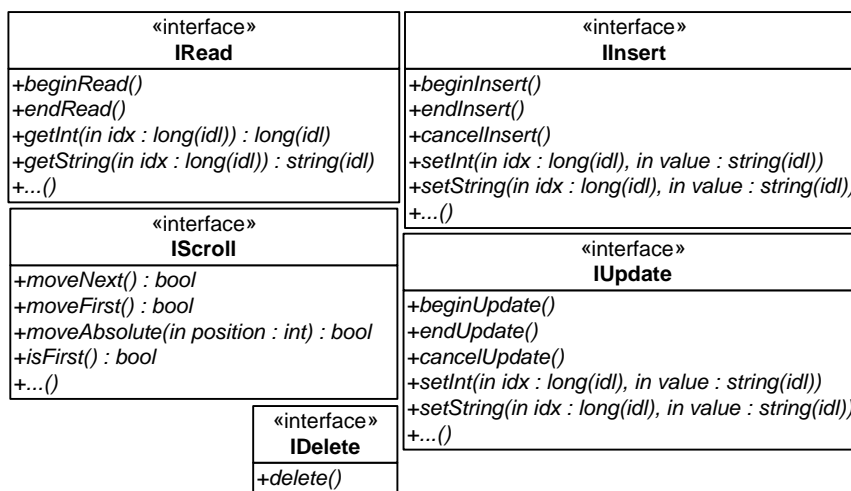 «interface»
IRead
+beginRead()
+endRead()
+getInt(in idx : long(idl)) : long(idl)
+getString(in idx : long(idl)) : string(idl)
+...()
«interface»
IInsert
+beginInsert()
+endInsert()
+cancelInsert()
+setInt(in idx : long(idl), in value : string(idl))
+setString(in idx : long(idl), in value : string(idl))
+...()
«interface»
IScroll
+moveNext() : bool
+moveFirst() : bool
+moveAbsolute(in position : int) : bool
+isFirst() : bool
+...()
«interface»
IUpdate
+beginUpdate()
+endUpdate()
+cancelUpdate()
+setInt(in idx : long(idl), in value : string(idl))
+setString(in idx : long(idl), in value : string(idl))
+...()
«interface»
IDelete
+delete()